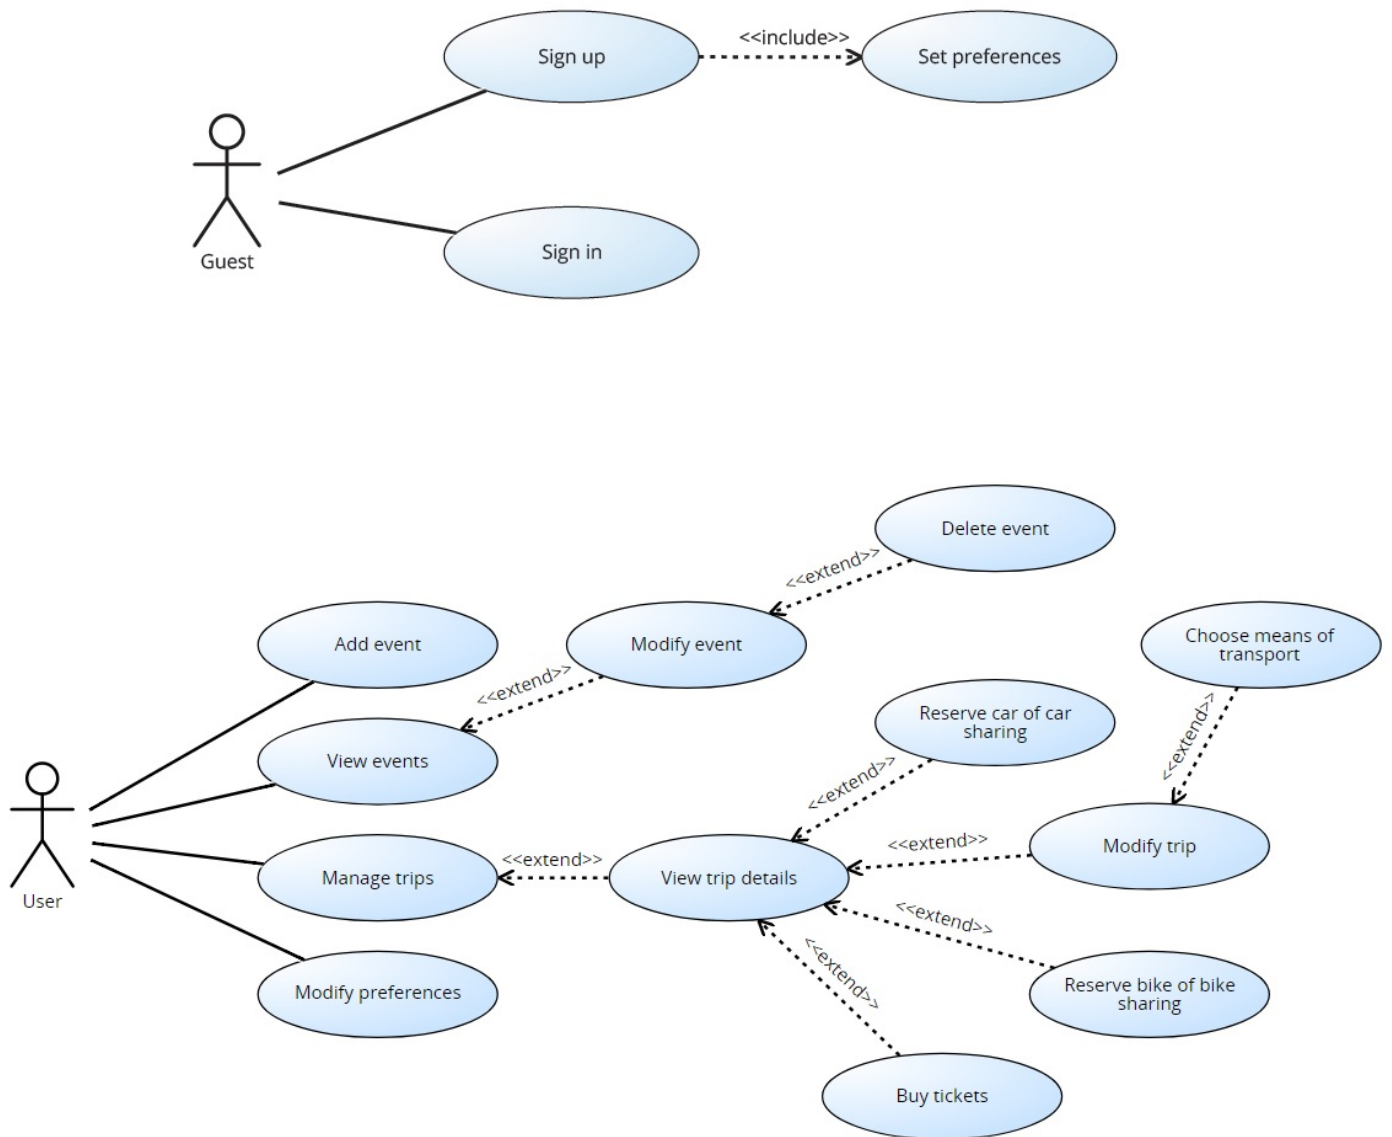 <<include>>
Sign up
Set preferences
Guest
Sign in
Delete event
<<extend>>
Add event
Modify event
Choose means of
transport
<<extend>>
Reserve car of car
sharing
<<extend>>
View events
<<extend>>
User
Manage trips
<<extend>>
View trip details
<<extend>>
Modify trip
<<extend>>
Modify preferences
Reserve bike of bike
sharing
<<extend>>
Buy tickets